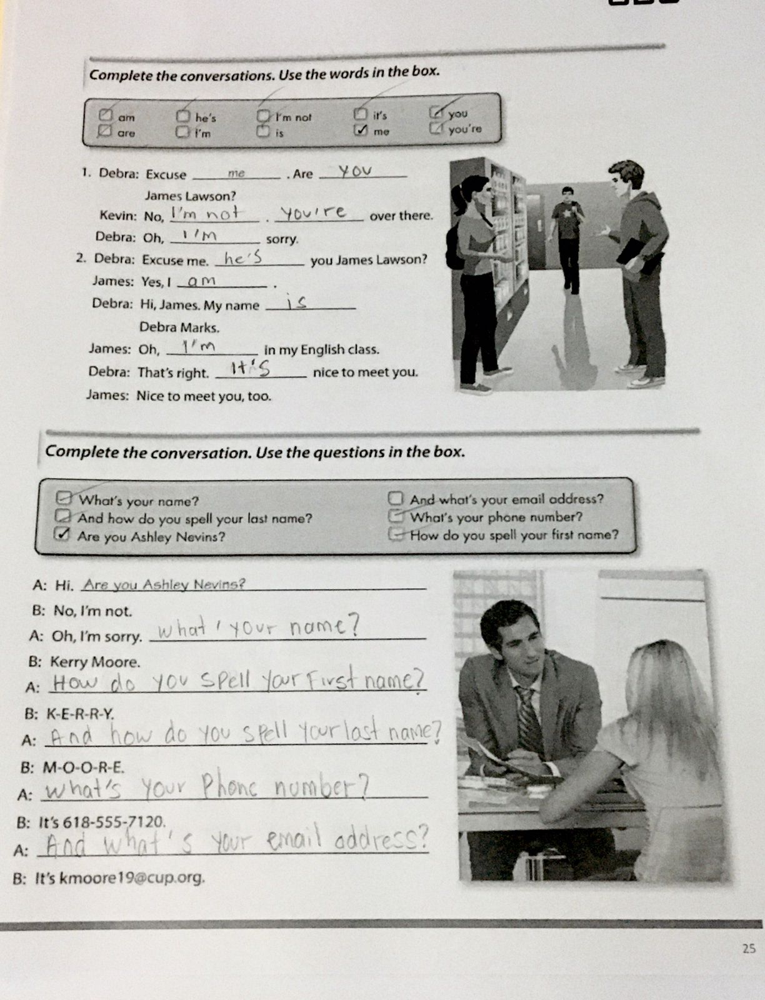 Complete the conversations. Use the words in the box.
am he's I'm not it's you
are I'm is me you're
1. Debra: Excuse me . Are you
James Lawson?
Kevin: No, I'm not . you're over there.
Debra: Oh, I'm sorry.
2. Debra: Excuse me. he's you James Lawson?
James: Yes, I am .
Debra: Hi, James. My name is
Debra Marks.
James: Oh, I'm in my English class.
Debra: That's right. It's nice to meet you.
James: Nice to meet you, too.
Complete the conversation. Use the questions in the box.
What's your name? And what's your email address?
And how do you spell your last name? What's your phone number?
Are you Ashley Nevins? How do you spell your first name?
A: Hi. Are you Ashley Nevins?
B: No, I'm not.
A: Oh, I'm sorry. what ' your name?
B: Kerry Moore.
A: How do you spell your First name?
B: K-E-R-R-Y.
A: And how do you spell your last name?
B: M-O-O-R-E.
A: what's your Phone number?
B: It's 618-555-7120.
A: And what's your email address?
B: It's kmoore19@cup.org.
25